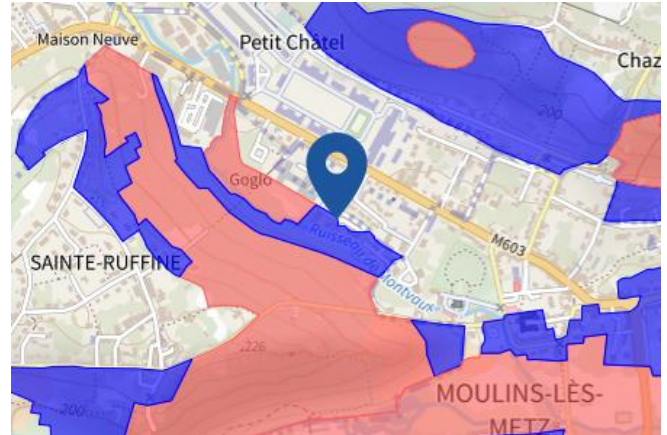 Maison Neuve
Petit Châtel
Chaz
200
Goglo
M603
Ruisseau de Montvaux
SAINTE-RUFFINE
226
200
MOULINS-LÈS-
METZ